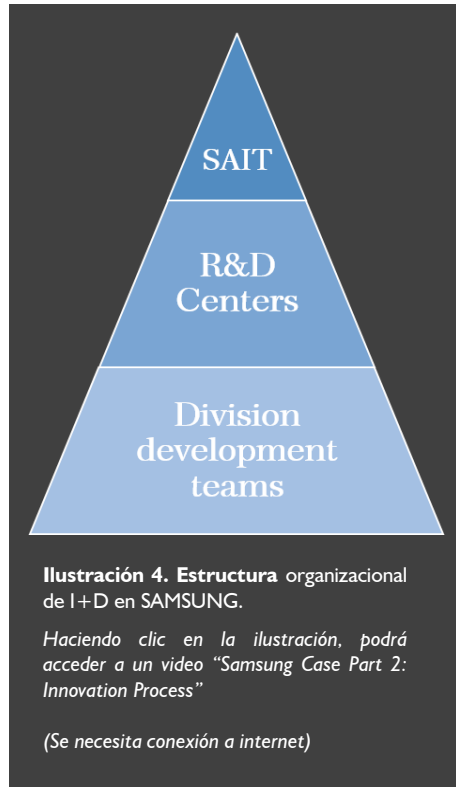 SAIT
R&D
Centers
Division
development
teams
Ilustración 4. Estructura organizacional
de I+D en SAMSUNG.
Haciendo clic en la ilustración, podrá
acceder a un video “Samsung Case Part 2:
Innovation Process”
(Se necesita conexión a internet)